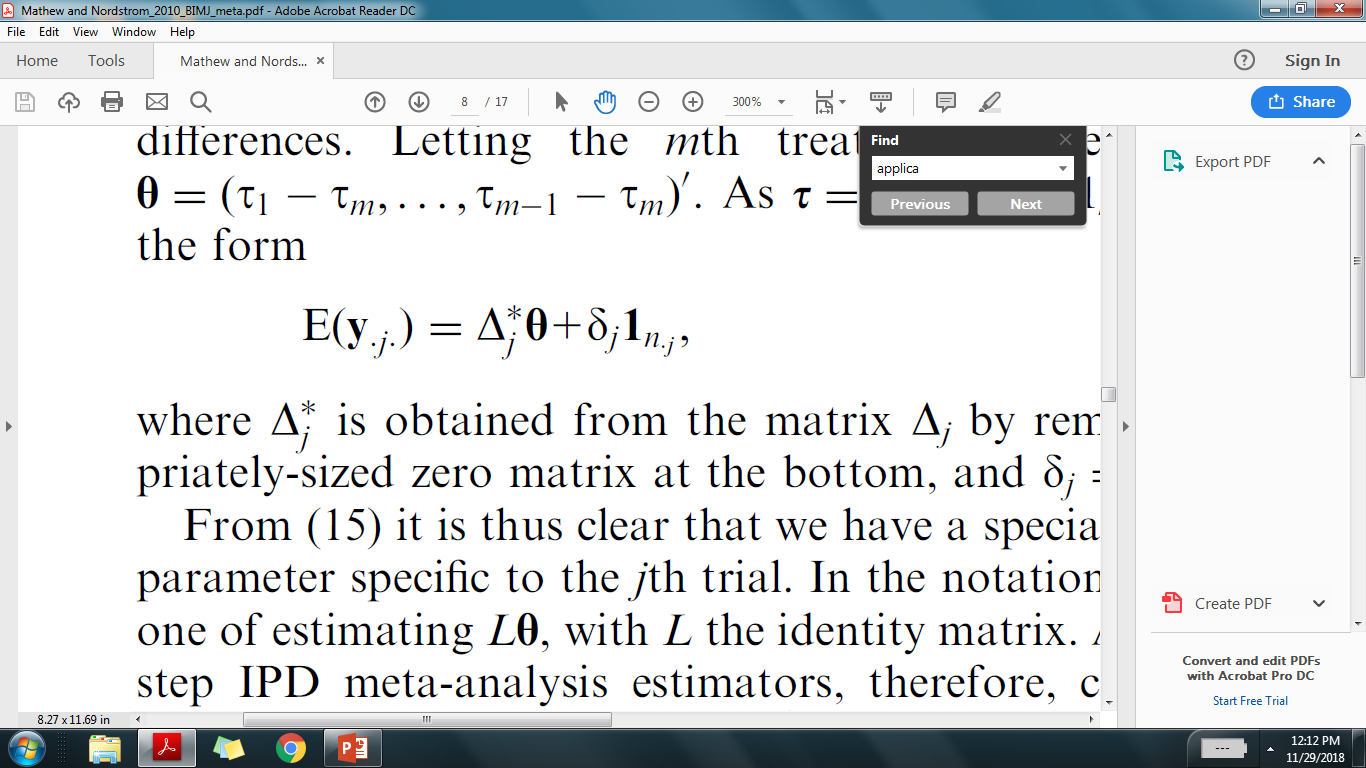 Mathew and Nordstrom_2010_BIMJ_meta.pdf - Adobe Acrobat Reader DC
File Edit View Window Help
Home Tools Mathew and Nords... × ? Sign In
8 / 17 300% Share
differences. Letting the mth treat
θ = (τ₁ − τₘ, . . . , τₘ₋₁ − τₘ)′. As τ =
the form
E(y.ⱼ.) = Δⱼ*θ+δⱼ1ₙ.ⱼ,
where Δⱼ* is obtained from the matrix Δⱼ by rem
priately-sized zero matrix at the bottom, and δⱼ =
From (15) it is thus clear that we have a specia
parameter specific to the jth trial. In the notation
one of estimating Lθ, with L the identity matrix.
step IPD meta-analysis estimators, therefore, c
Find
applica
Previous Next
Export PDF
Create PDF
Convert and edit PDFs
with Acrobat Pro DC
Start Free Trial
8.27 x 11.69 in
12:12 PM
11/29/2018